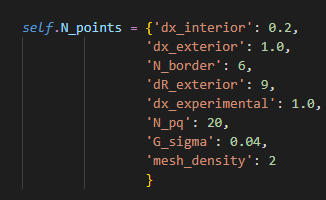 self.N_points = {'dx_interior': 0.2,
'dx_exterior': 1.0,
'N_border': 6,
'dR_exterior': 9,
'dx_experimental': 1.0,
'N_pq': 20,
'G_sigma': 0.04,
'mesh_density': 2
}